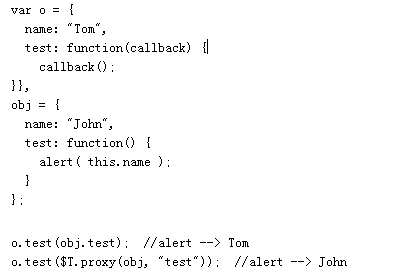 var o = {
  name: "Tom",
  test: function(callback) {
    callback();
}},
obj = {
  name: "John",
  test: function() {
    alert( this.name );
  }
};

o.test(obj.test);  //alert --> Tom
o.test($T.proxy(obj, "test"));  //alert --> John